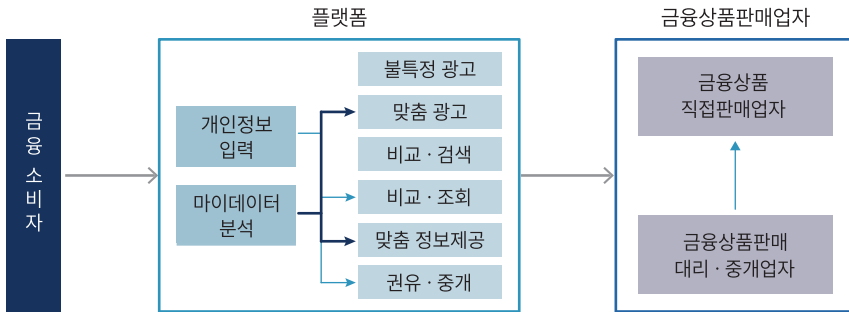 플랫폼
금융상품판매업자
금융소비자
개인정보
입력
마이데이터
분석
불특정 광고
맞춤 광고
비교 · 검색
비교 · 조회
맞춤 정보제공
권유 · 중개
금융상품
직접판매업자
금융상품판매
대리 · 중개업자